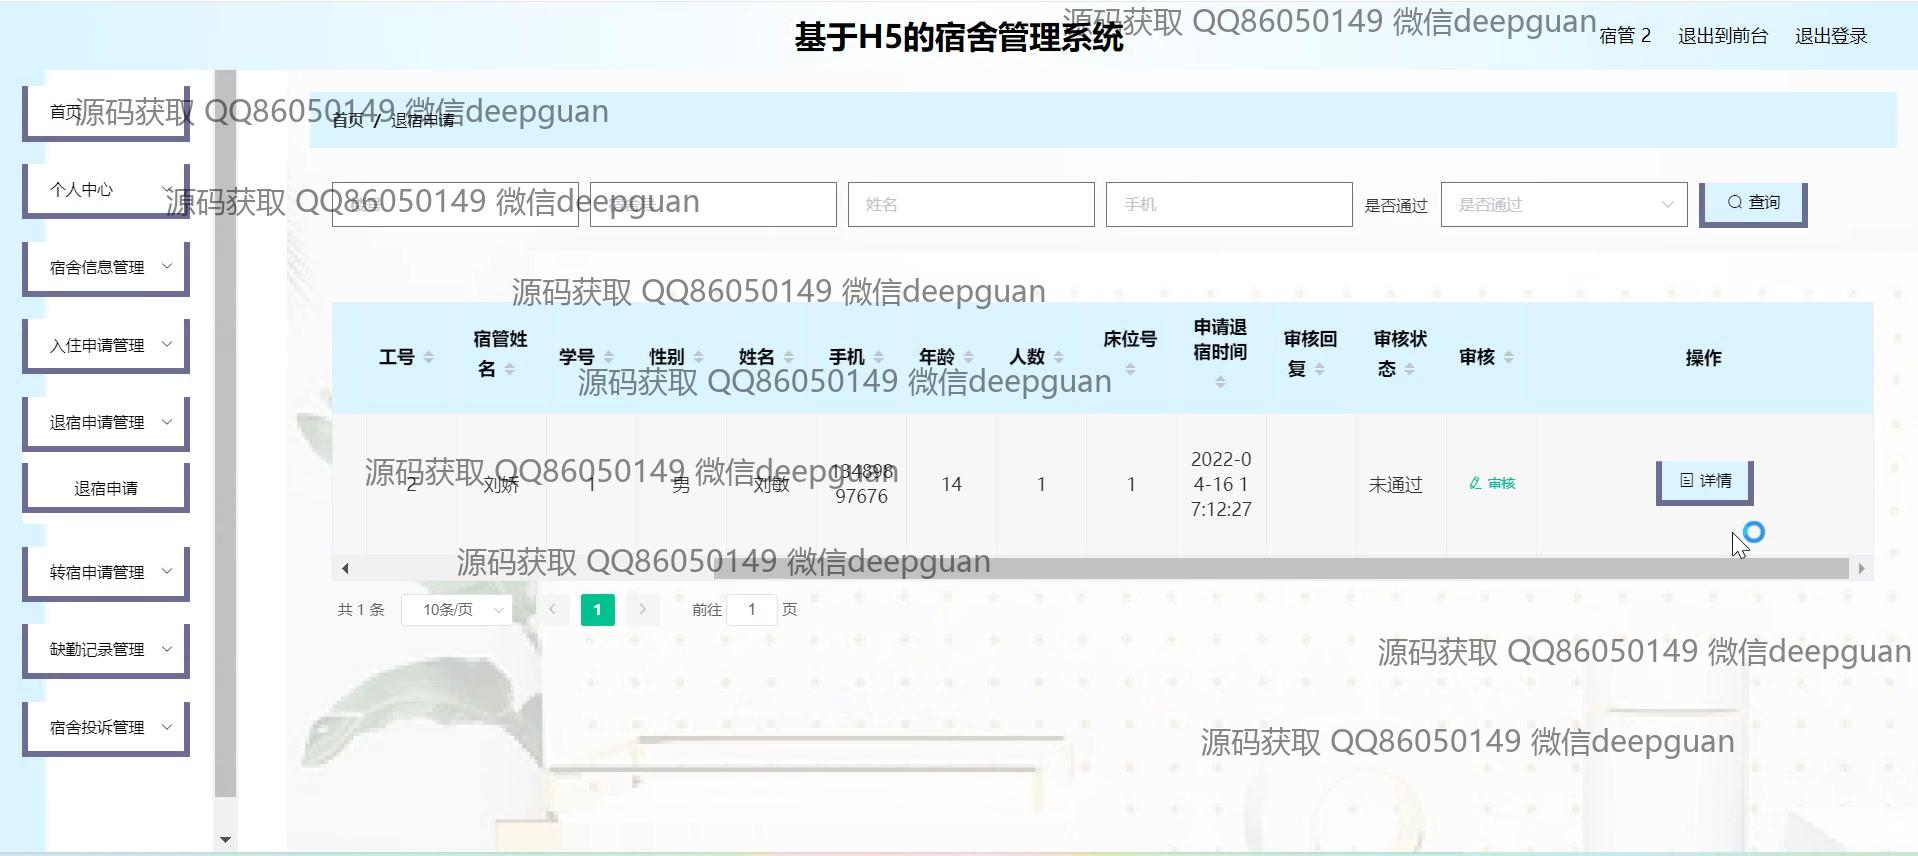 基于H5的宿舍管理系统
源码获取 QQ86050149 微信deepguan
宿管 2
退出到前台
退出登录
首页
源码获取 QQ86050149 微信deepguan
首页 / 退宿申请
个人中心
源码获取 QQ86050149 微信deepguan
姓名
手机
是否通过
是否通过
查询
宿舍信息管理
源码获取 QQ86050149 微信deepguan
入住申请管理
工号
宿管姓名
学号
性别
姓名
手机
年龄
人数
床位号
申请退宿时间
审核回复
审核状态
审核
操作
源码获取 QQ86050149 微信deepguan
退宿申请管理
退宿申请
源码获取 QQ86050149 微信deepguan
2
刘娇
1
男
刘敏
134898
97676
14
1
1
2022-0
4-16 1
7:12:27
未通过
审核
详情
转宿申请管理
源码获取 QQ86050149 微信deepguan
共 1 条
10条/页
1
前往 1 页
缺勤记录管理
源码获取 QQ86050149 微信deepguan
宿舍投诉管理
源码获取 QQ86050149 微信deepguan